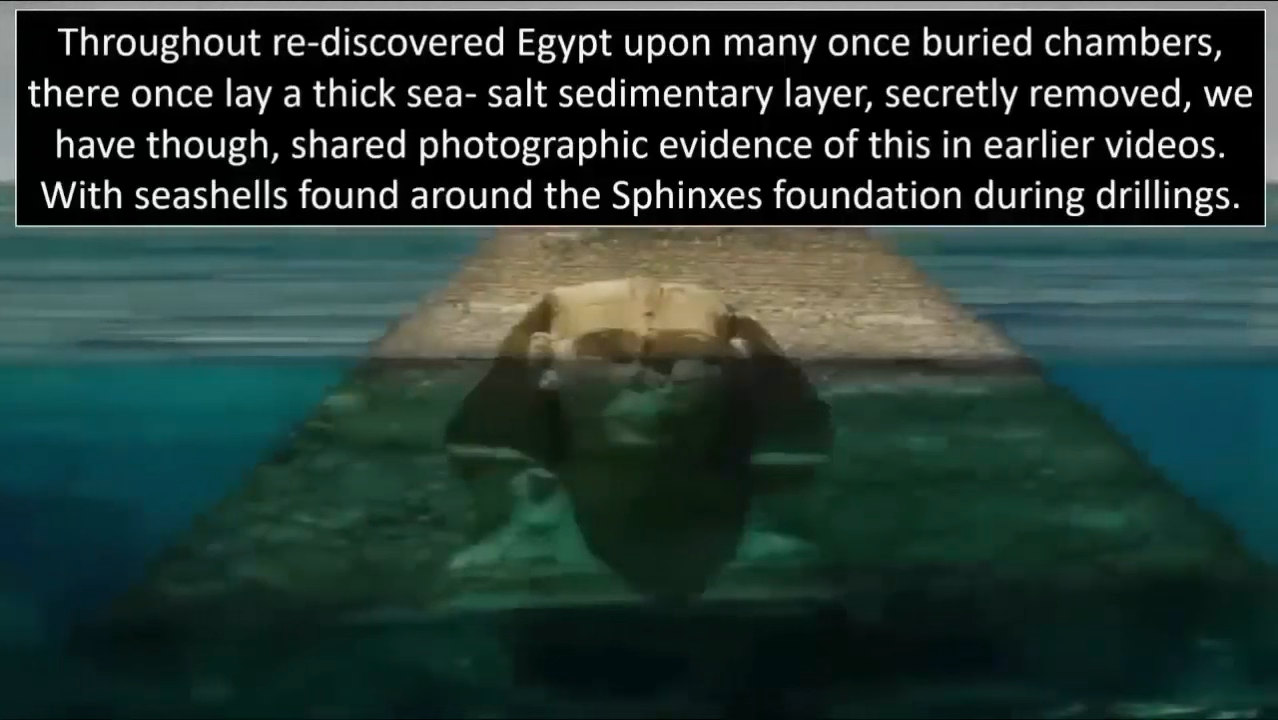 Throughout re-discovered Egypt upon many once buried chambers,
there once lay a thick sea- salt sedimentary layer, secretly removed, we
have though, shared photographic evidence of this in earlier videos.
With seashells found around the Sphinxes foundation during drillings.